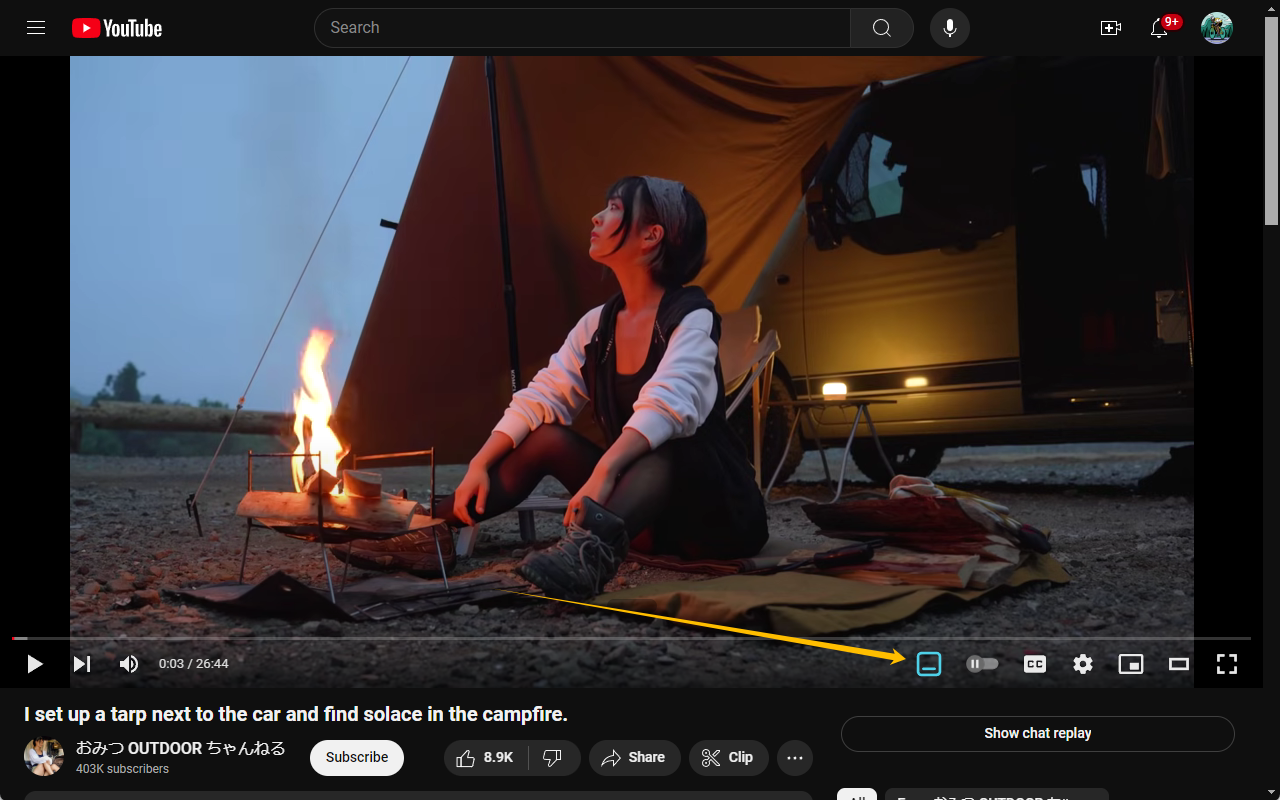 YouTube
Search
9+
0:03 / 26:44
CC
I set up a tarp next to the car and find solace in the campfire.
おみつ OUTDOOR ちゃんねる
403K subscribers
Subscribe
8.9K
Share
Clip
Show chat replay